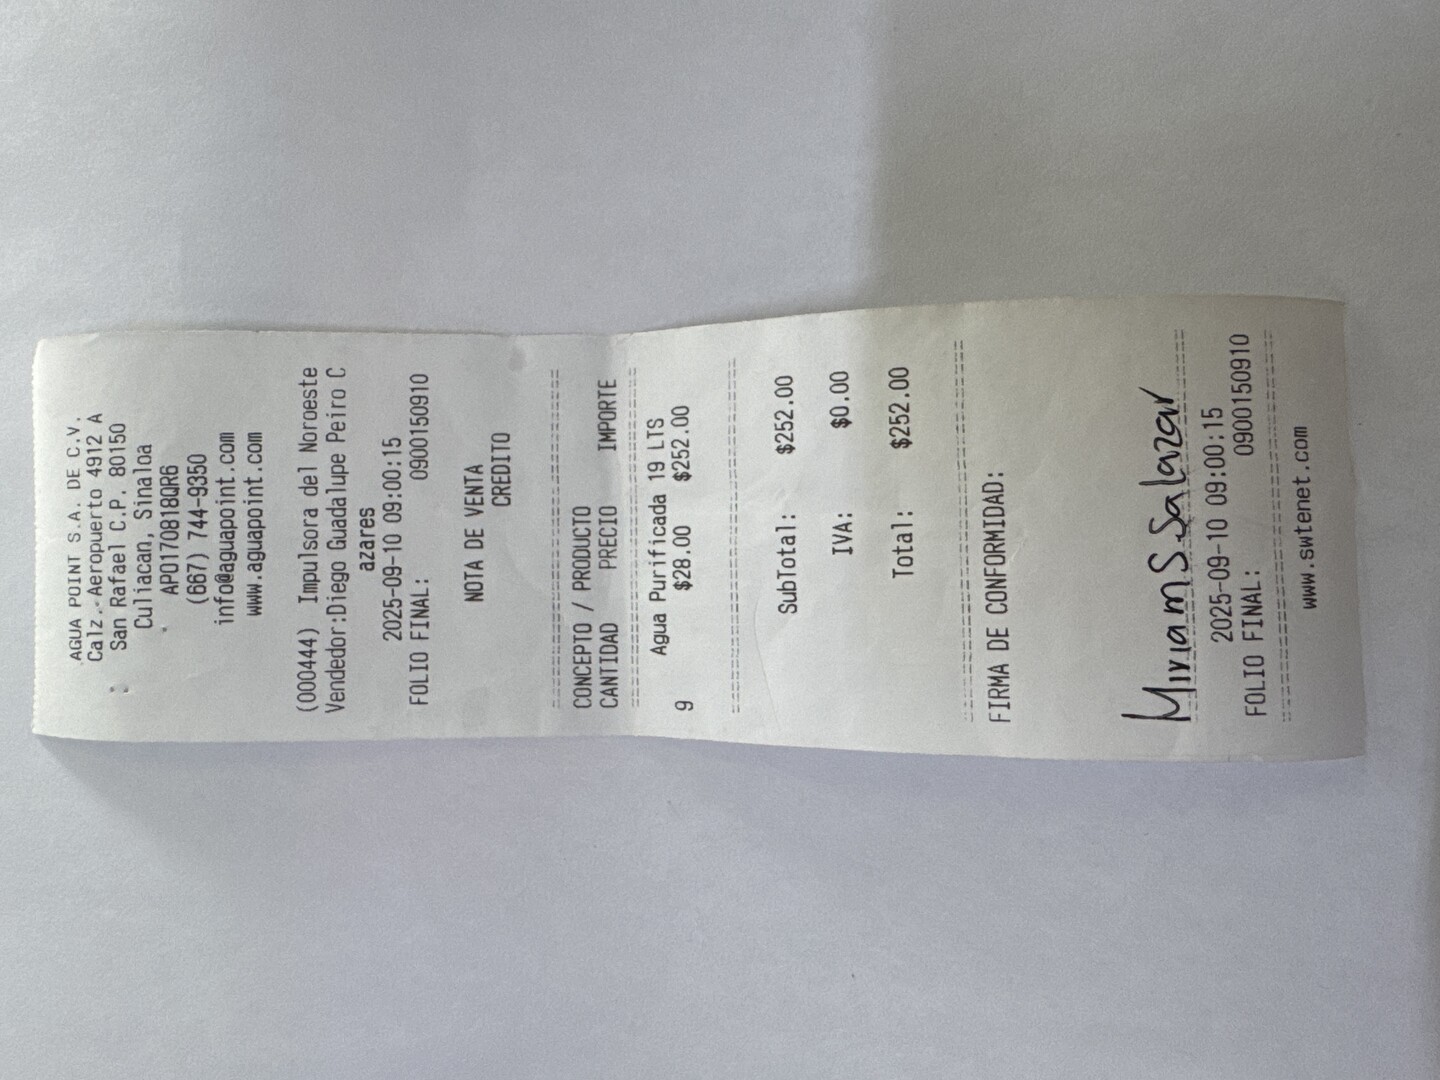 AGUA POINT S.A. DE C.V.
Calz. Aeropuerto 4912 A
San Rafael C.P. 80150
Culiacan, Sinaloa
APO170818QR6
(667) 744-9350
info@aguapoint.com
www.aguapoint.com
(000444) Impulsora del Noroeste
Vendedor:Diego Guadalupe Peiro C
azares
2025-09-10 09:00:15
FOLIO FINAL: 0900150910
NOTA DE VENTA
CREDITO
CONCEPTO / PRODUCTO
CANTIDAD PRECIO IMPORTE
Agua Purificada 19 LTS
9 $28.00 $252.00
SubTotal: $252.00
IVA: $0.00
Total: $252.00
FIRMA DE CONFORMIDAD:
Miriam S. Salazar
2025-09-10 09:00:15
FOLIO FINAL: 0900150910
www.swtenet.com